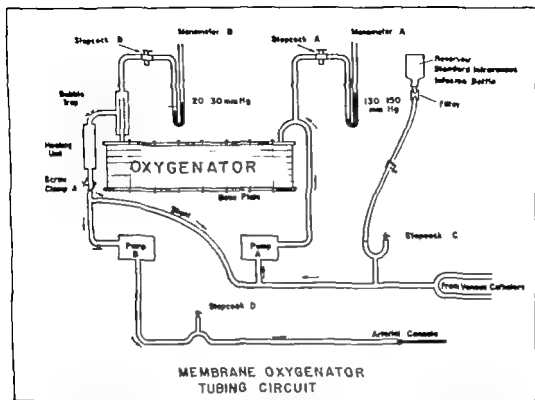 Stopcock B
Manometer B
Stopcock A
Manometer A
Reservoir
Standard Intravenous
Infusion Bottle
Filter
20 30 mm Hg
130 150
mm Hg
Bubble
Trap
Heating
Unit
Screw
Clamp A
OXYGENATOR
Base Plate
Shunt
Pump
B
Pump
A
Stopcock C
Stopcock D
From Venous Catheters
Arterial Cannula
MEMBRANE OXYGENATOR
TUBING CIRCUIT